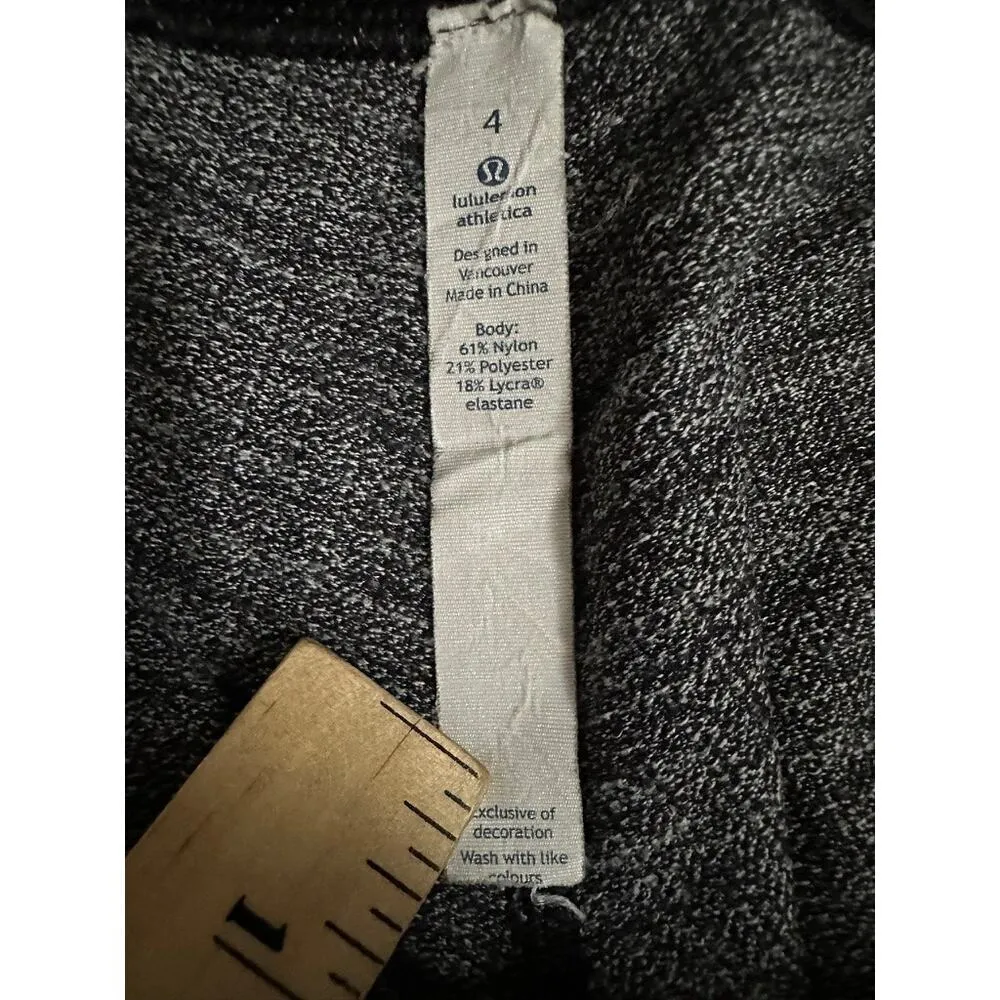 4
lululemon
athletica
Designed in
Vancouver
Made in China
Body:
61% Nylon
21% Polyester
18% Lycra®
elastane
Exclusive of
decoration
Wash with like
colours
1